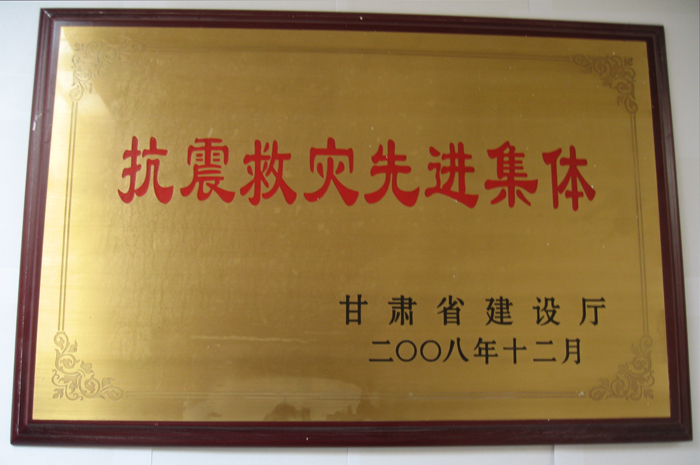 抗震救灾先进集体
甘肃省建设厅
二〇〇八年十二月